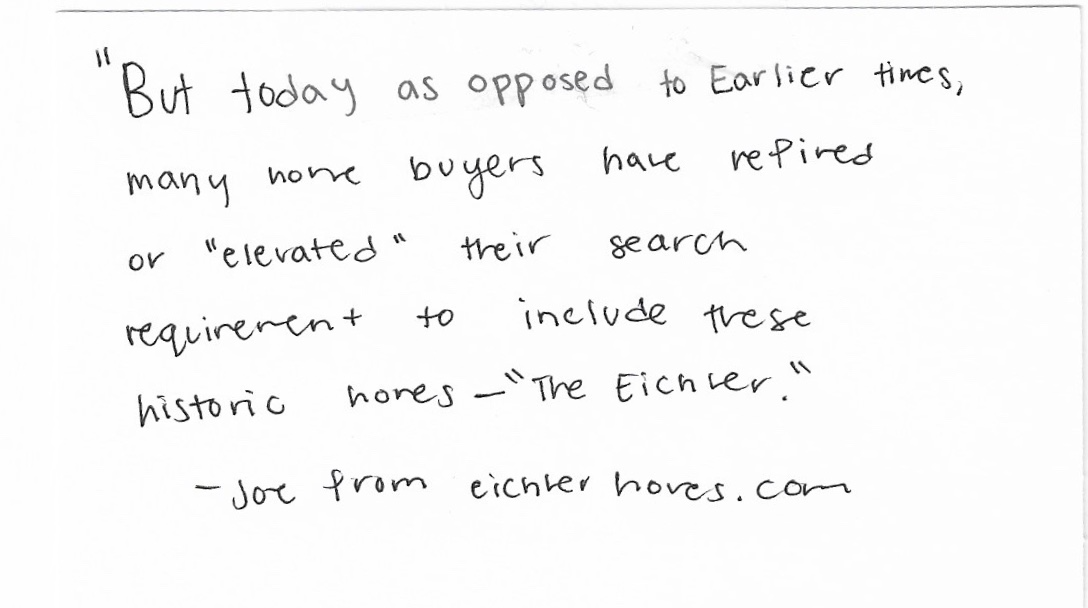 "But today as opposed to Earlier times,
many home buyers have refined
or "elevated" their search
requirement to include these
historic homes – "The Eichler."
- Joe from eichler homes.com